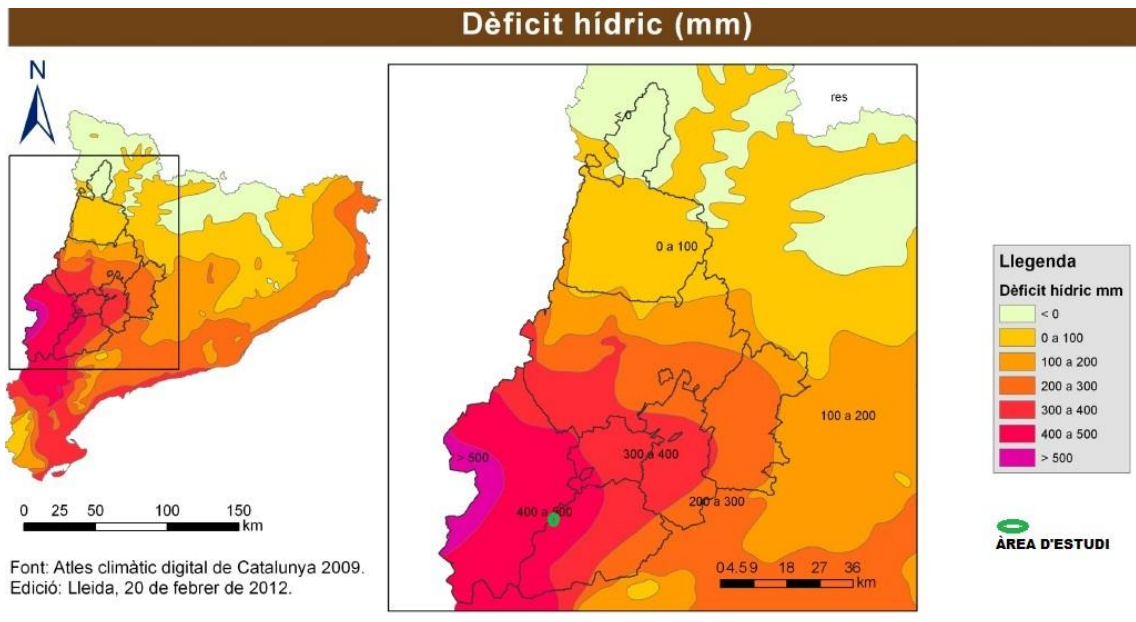 Dèficit hídric (mm)
N
res
< 0
0 a 100
100 a 200
> 500
300 a 400
200 a 300
400 a 500
0 4.5 9 18 27 36
km
0 25 50 100 150
km
Font: Atles climàtic digital de Catalunya 2009.
Edició: Lleida, 20 de febrer de 2012.
Llegenda
Dèficit hídric mm
< 0
0 a 100
100 a 200
200 a 300
300 a 400
400 a 500
> 500
ÀREA D'ESTUDI